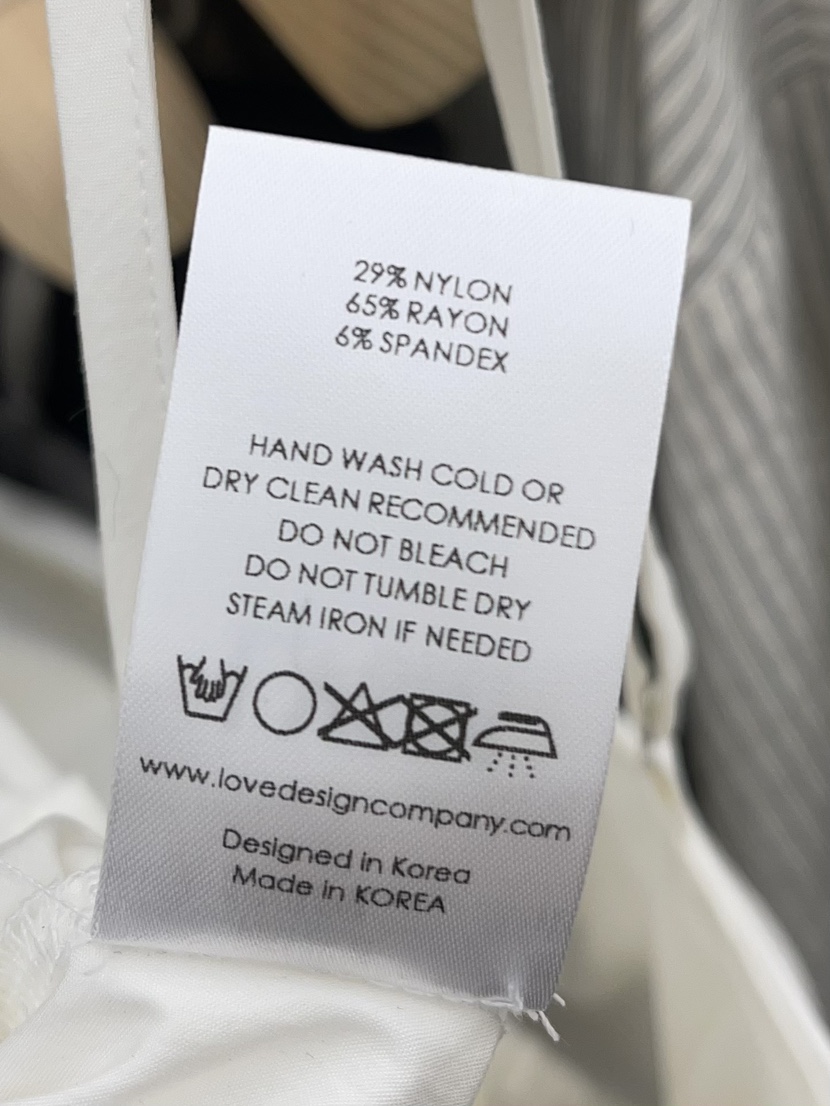 29% NYLON
65% RAYON
6% SPANDEX
HAND WASH COLD OR
DRY CLEAN RECOMMENDED
DO NOT BLEACH
DO NOT TUMBLE DRY
STEAM IRON IF NEEDED
www.lovedesigncompany.com
Designed in Korea
Made in KOREA